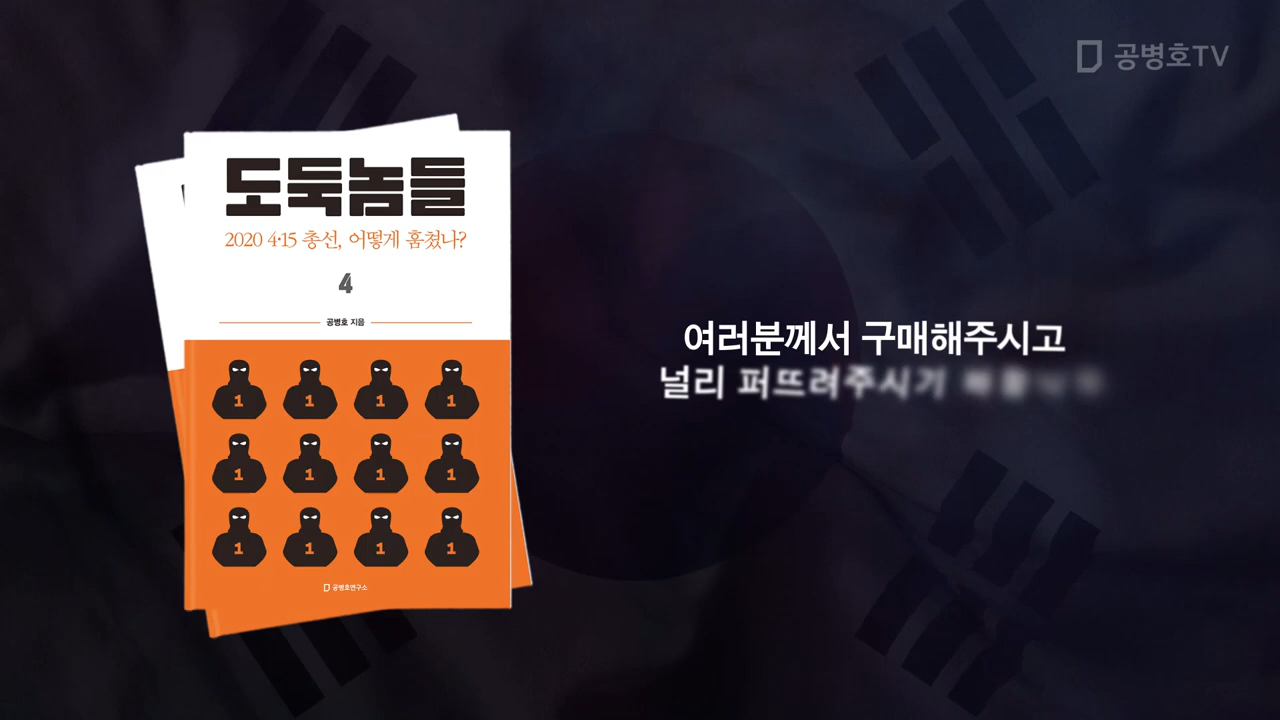 공병호TV
도둑놈들
2020 4·15 총선, 어떻게 훔쳤나?
4
공병호 지음
1 1 1 1
1 1 1 1
1 1 1 1
공병호연구소
여러분께서 구매해주시고
널리 퍼뜨려주시기